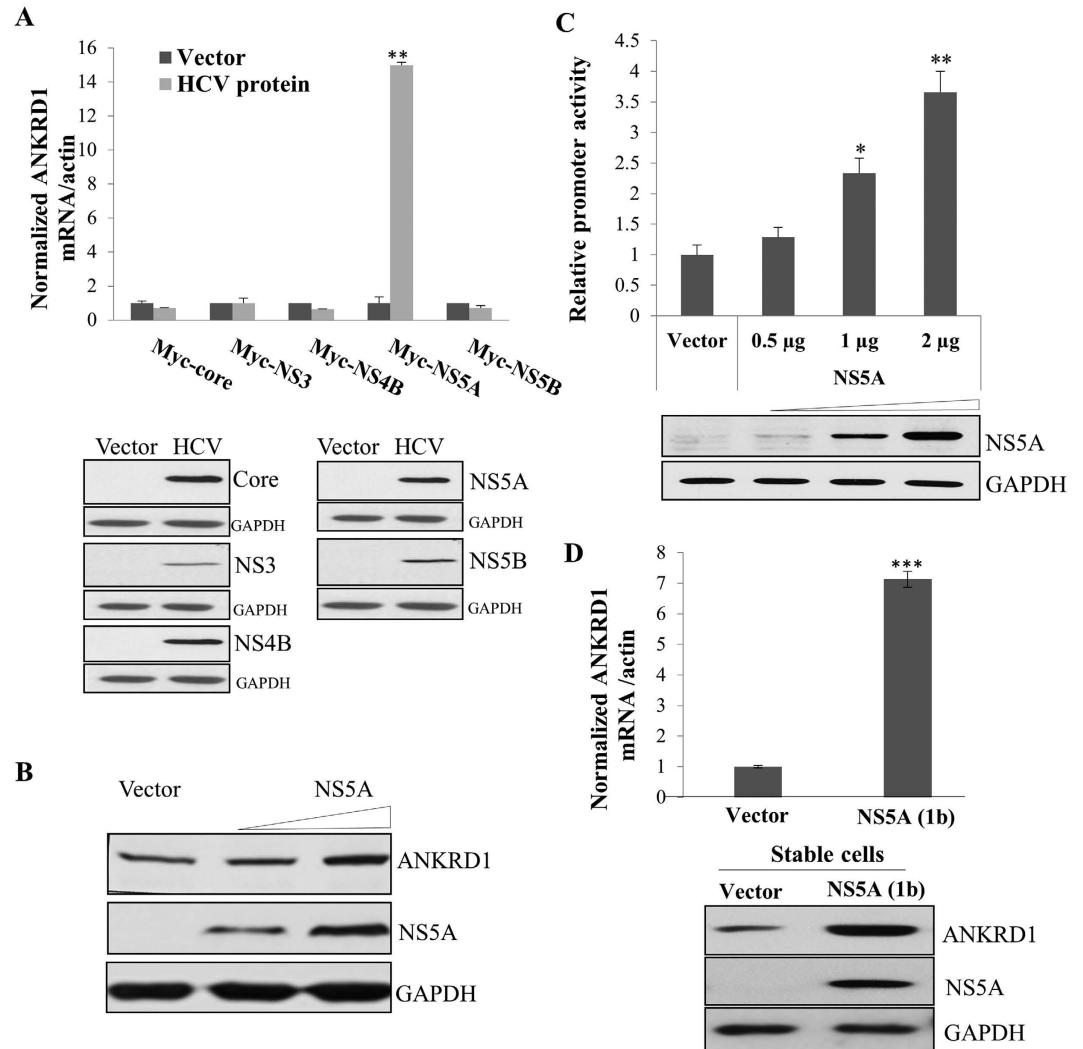 A
Vector
HCV protein
Normalized ANKRD1
mRNA/actin
16
14
12
10
8
6
4
2
0
**
Myc-core
Myc-NS3
Myc-NS4B
Myc-NS5A
Myc-NS5B
Vector HCV
Core
GAPDH
NS3
GAPDH
NS4B
GAPDH
Vector HCV
NS5A
GAPDH
NS5B
GAPDH
B
Vector NS5A
ANKRD1
NS5A
GAPDH
C
Relative promoter activity
4.5
4
3.5
3
2.5
2
1.5
1
0.5
0
*
**
Vector 0.5 µg 1 µg 2 µg
NS5A
NS5A
GAPDH
D
Normalized ANKRD1
mRNA /actin
8
7
6
5
4
3
2
1
0
***
Vector NS5A (1b)
Stable cells
Vector NS5A (1b)
ANKRD1
NS5A
GAPDH